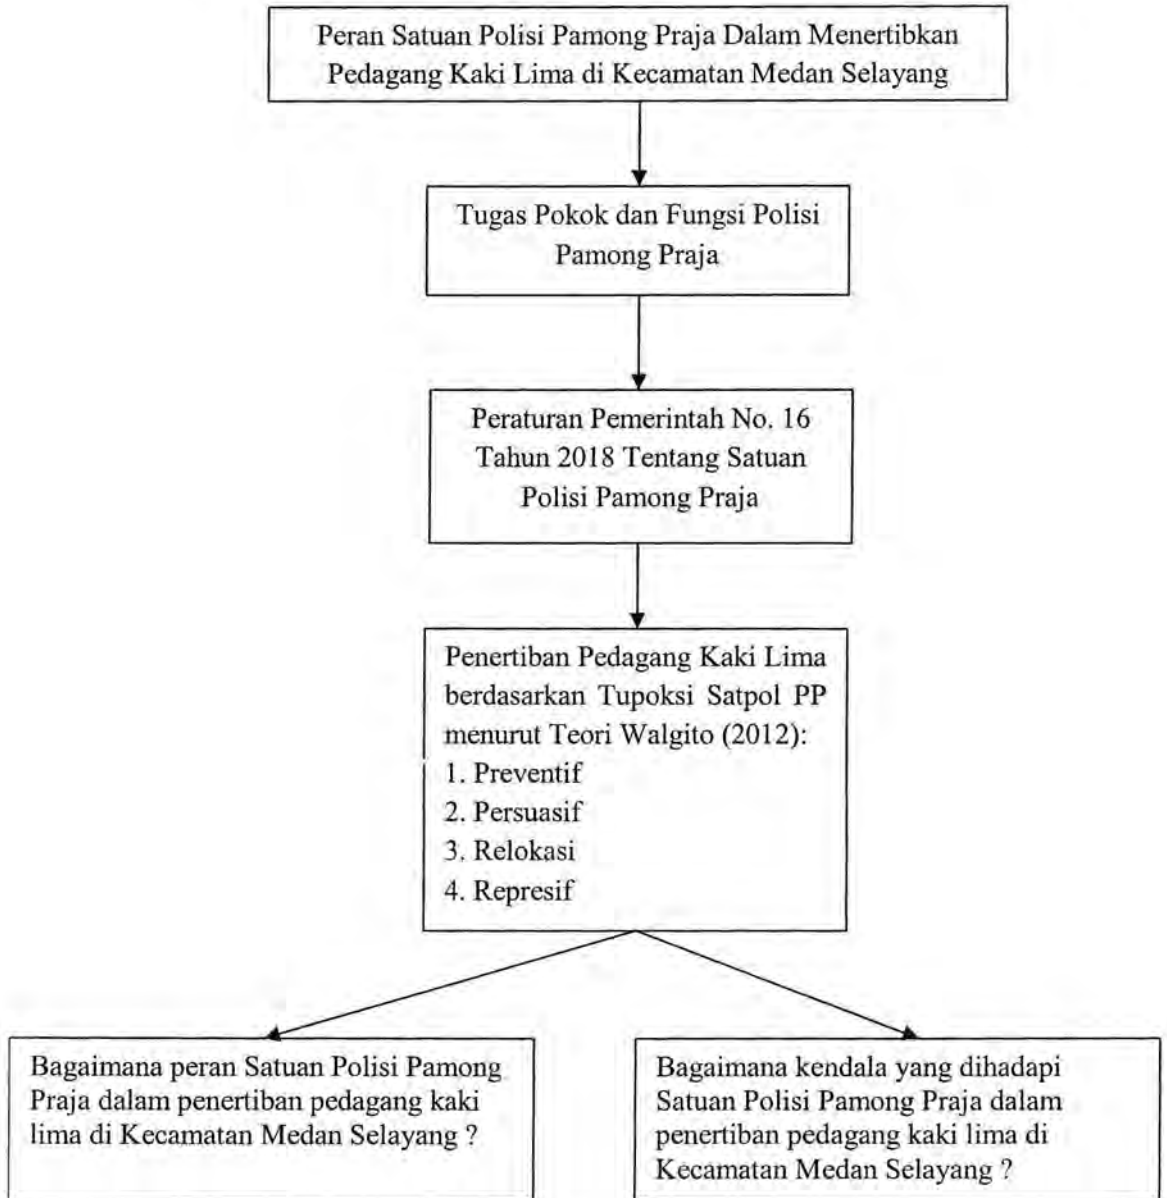 Peran Satuan Polisi Pamong Praja Dalam Menertibkan
Pedagang Kaki Lima di Kecamatan Medan Selayang
Tugas Pokok dan Fungsi Polisi
Pamong Praja
Peraturan Pemerintah No. 16
Tahun 2018 Tentang Satuan
Polisi Pamong Praja
Penertiban Pedagang Kaki Lima
berdasarkan Tupoksi Satpol PP
menurut Teori Walgito (2012):
1. Preventif
2. Persuasif
3. Relokasi
4. Represif
Bagaimana peran Satuan Polisi Pamong
Praja dalam penertiban pedagang kaki
lima di Kecamatan Medan Selayang ?
Bagaimana kendala yang dihadapi
Satuan Polisi Pamong Praja dalam
penertiban pedagang kaki lima di
Kecamatan Medan Selayang ?